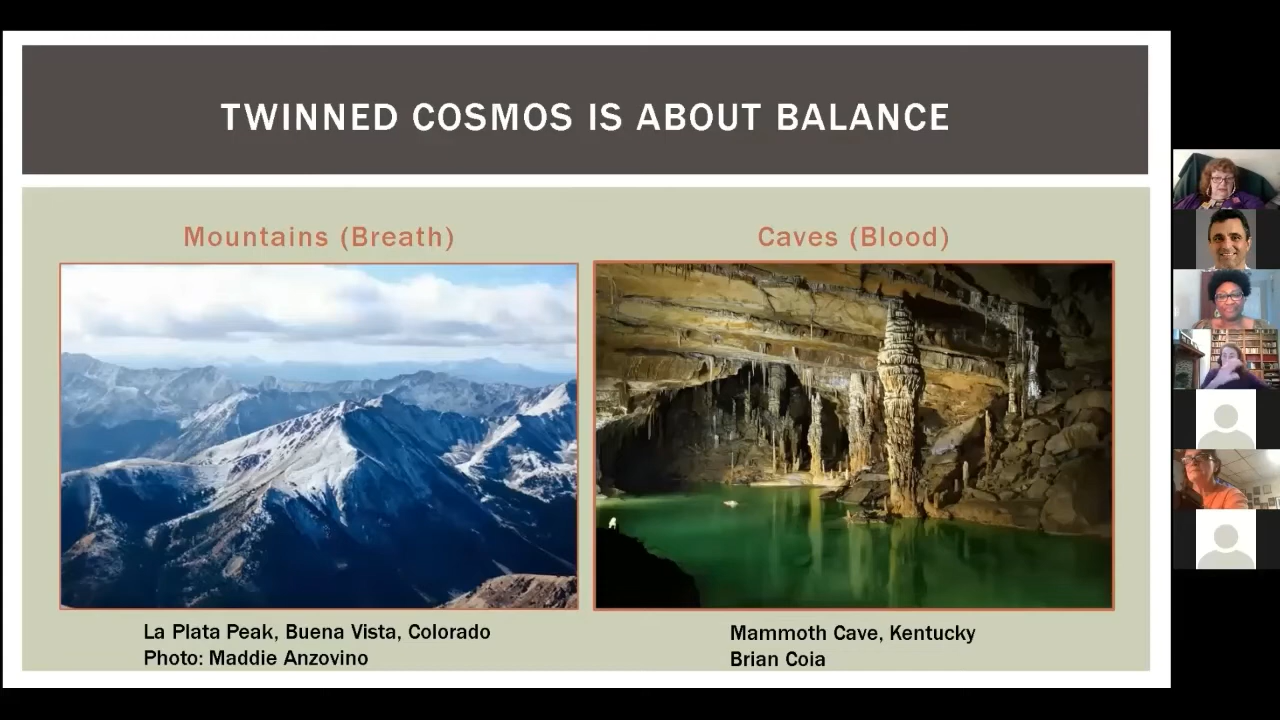 TWINNED COSMOS IS ABOUT BALANCE
Mountains (Breath)
Caves (Blood)
La Plata Peak, Buena Vista, Colorado
Photo: Maddie Anzovino
Mammoth Cave, Kentucky
Brian Coia